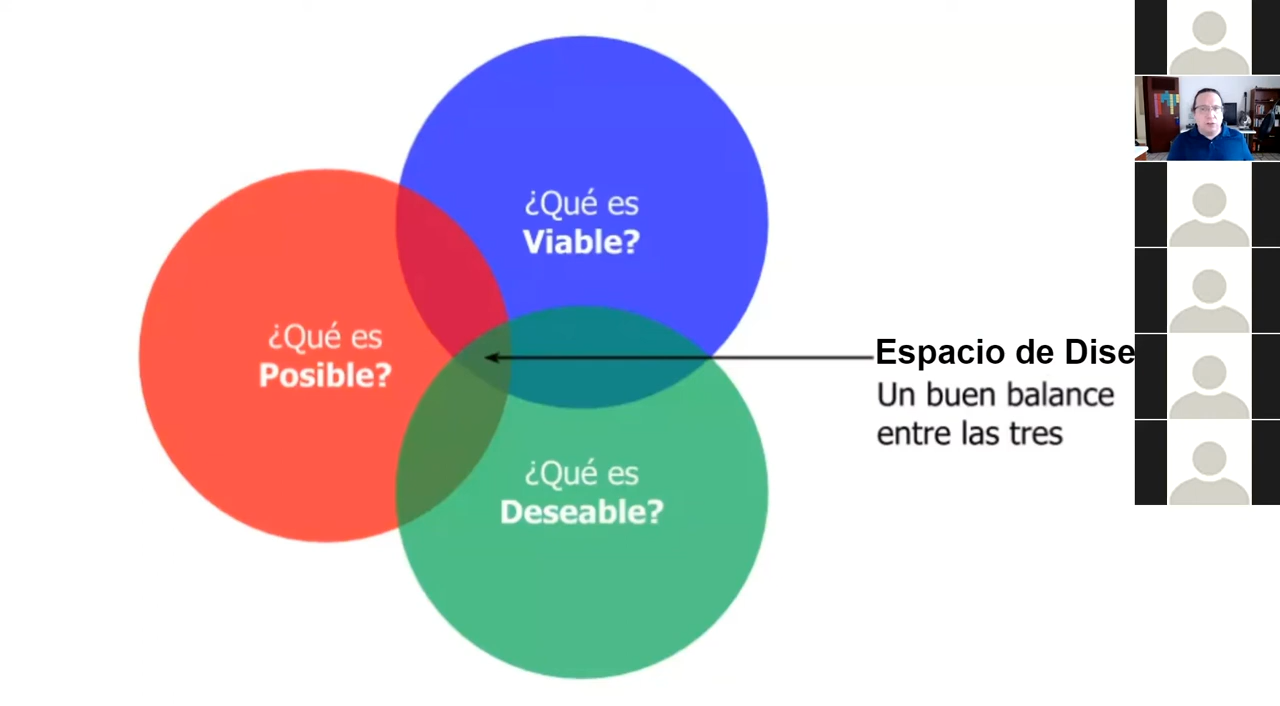 ¿Qué es
Viable?
¿Qué es
Posible?
¿Qué es
Deseable?
Espacio de Dise
Un buen balance
entre las tres